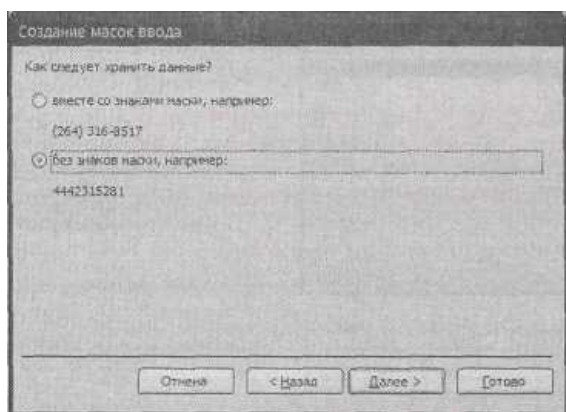 Создание масок ввода
Как следует хранить данные?
вместе со знаками маски, например:
(264) 316-8517
без знаков маски, например:
4442315281
Отмена
< Назад
Далее >
Готово